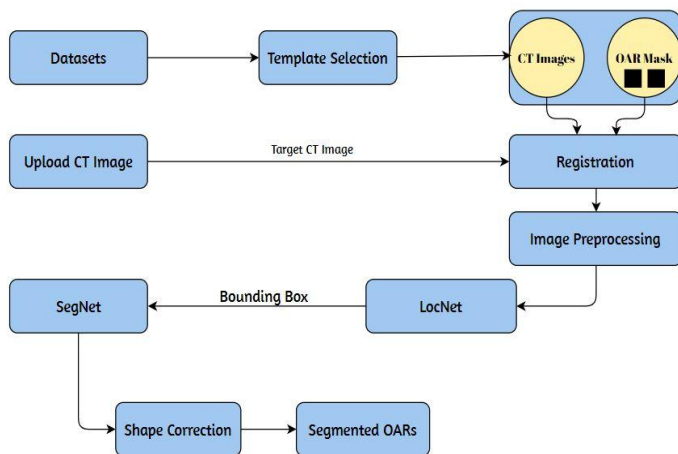 Datasets
Template Selection
CT Images
OAR Mask
Upload CT Image
Target CT Image
Registration
Image Preprocessing
SegNet
Bounding Box
LocNet
Shape Correction
Segmented OARs